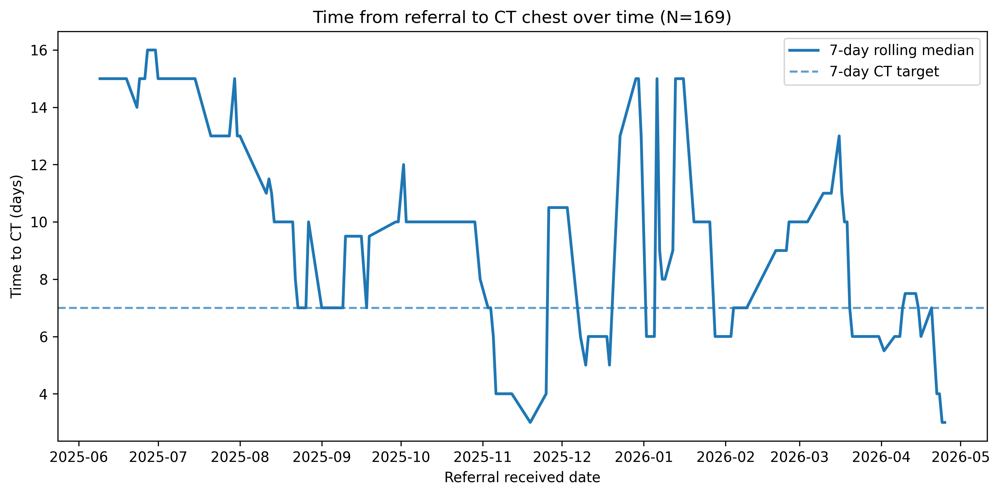 Time from referral to CT chest over time (N=169)
7-day rolling median
7-day CT target
Time to CT (days)
16
14
12
10
8
6
4
2025-06 2025-07 2025-08 2025-09 2025-10 2025-11 2025-12 2026-01 2026-02 2026-03 2026-04 2026-05
Referral received date